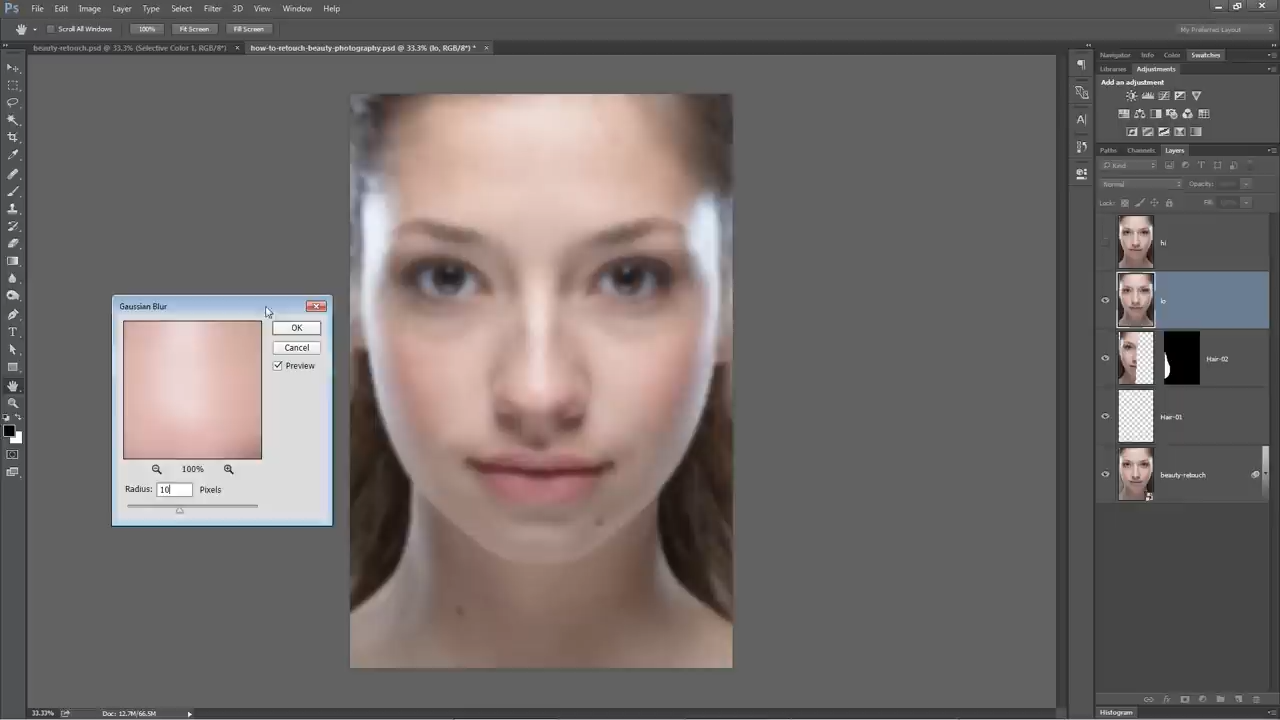 Ps File Edit Image Layer Type Select Filter 3D View Window Help
Scroll All Windows 100% Fit Screen Fill Screen My Preferred Layout
beauty-retouch.psd @ 33.3% (Selective Color 1, RGB/8*) × how-to-retouch-beauty-photography.psd @ 33.3% (lo, RGB/8*) * ×
Navigator Info Color Swatches
Libraries Adjustments
Add an adjustment
Paths Channels Layers
Kind
Normal Opacity:
Lock: Fill:
hi
lo
Hair-02
Hair-01
beauty-retouch
Gaussian Blur
OK
Cancel
Preview
100%
Radius: 10 Pixels
33.33% Doc: 12.7M/66.5M
Histogram